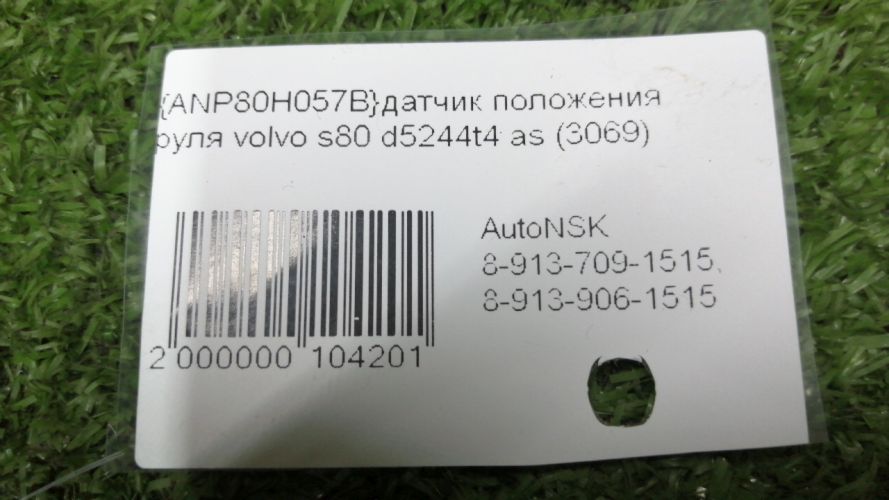 {ANP80H057B}датчик положения
руля volvo s80 d5244t4 as (3069)
AutoNSK
8-913-709-1515,
8-913-906-1515
2 000000 104201